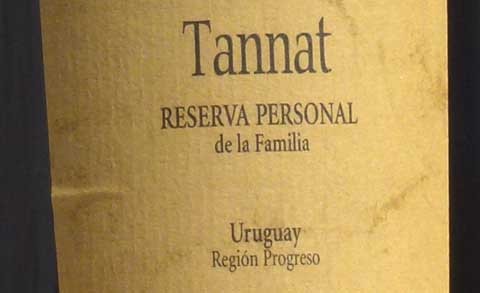 Tannat
RESERVA PERSONAL
de la Familia
Uruguay
Región Progreso